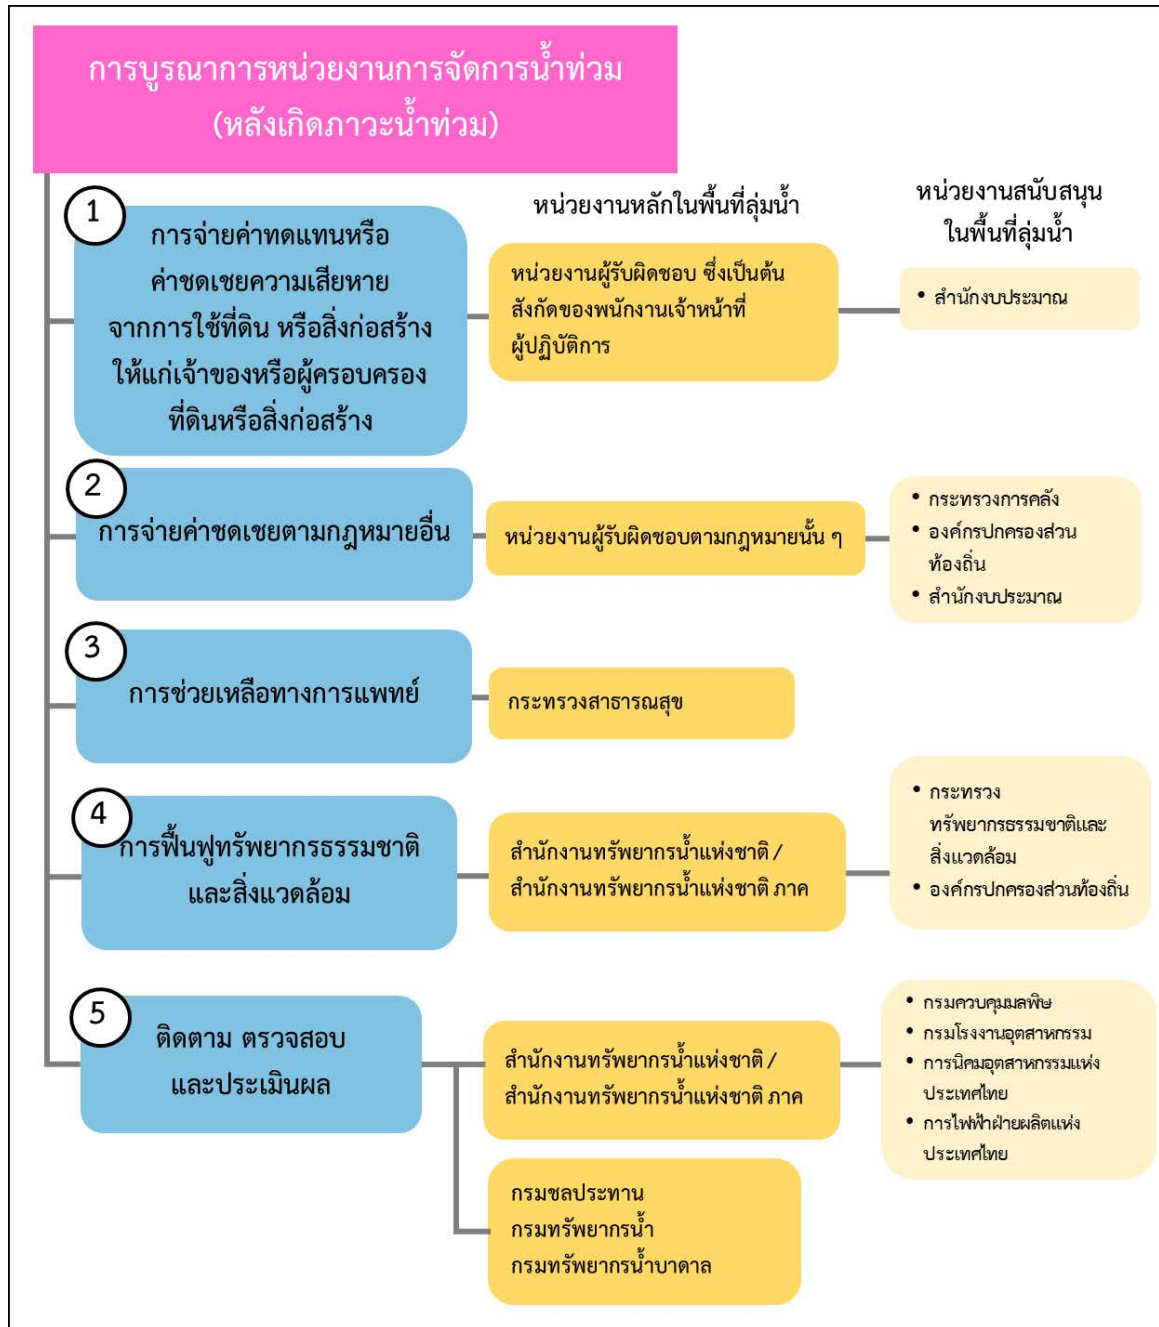 การบูรณาการหน่วยงานการจัดการน้ำท่วม
(หลังเกิดภาวะน้ำท่วม)
หน่วยงานหลักในพื้นที่ลุ่มน้ำ
หน่วยงานสนับสนุน
ในพื้นที่ลุ่มน้ำ
1
การจ่ายค่าทดแทนหรือ
ค่าชดเชยความเสียหาย
จากการใช้ที่ดิน หรือสิ่งก่อสร้าง
ให้แก่เจ้าของหรือผู้ครอบครอง
ที่ดินหรือสิ่งก่อสร้าง
หน่วยงานผู้รับผิดชอบ ซึ่งเป็นต้น
สังกัดของพนักงานเจ้าหน้าที่
ผู้ปฏิบัติการ
• สำนักงบประมาณ
2
การจ่ายค่าชดเชยตามกฎหมายอื่น
หน่วยงานผู้รับผิดชอบตามกฎหมายนั้น ๆ
• กระทรวงการคลัง
• องค์กรปกครองส่วน
ท้องถิ่น
• สำนักงบประมาณ
3
การช่วยเหลือทางการแพทย์
กระทรวงสาธารณสุข
4
การฟื้นฟูทรัพยากรธรรมชาติ
และสิ่งแวดล้อม
สำนักงานทรัพยากรน้ำแห่งชาติ /
สำนักงานทรัพยากรน้ำแห่งชาติ ภาค
• กระทรวง
ทรัพยากรธรรมชาติและ
สิ่งแวดล้อม
• องค์กรปกครองส่วนท้องถิ่น
5
ติดตาม ตรวจสอบ
และประเมินผล
สำนักงานทรัพยากรน้ำแห่งชาติ /
สำนักงานทรัพยากรน้ำแห่งชาติ ภาค
• กรมควบคุมมลพิษ
• กรมโรงงานอุตสาหกรรม
• การนิคมอุตสาหกรรมแห่ง
ประเทศไทย
• การไฟฟ้าฝ่ายผลิตแห่ง
ประเทศไทย
กรมชลประทาน
กรมทรัพยากรน้ำ
กรมทรัพยากรน้ำบาดาล